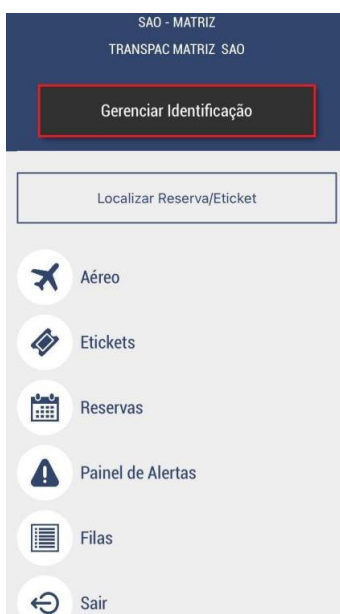 SAO - MATRIZ
TRANSPAC MATRIZ SAO
Gerenciar Identificação
Localizar Reserva/Eticket
Aéreo
Etickets
Reservas
Painel de Alertas
Filas
Sair